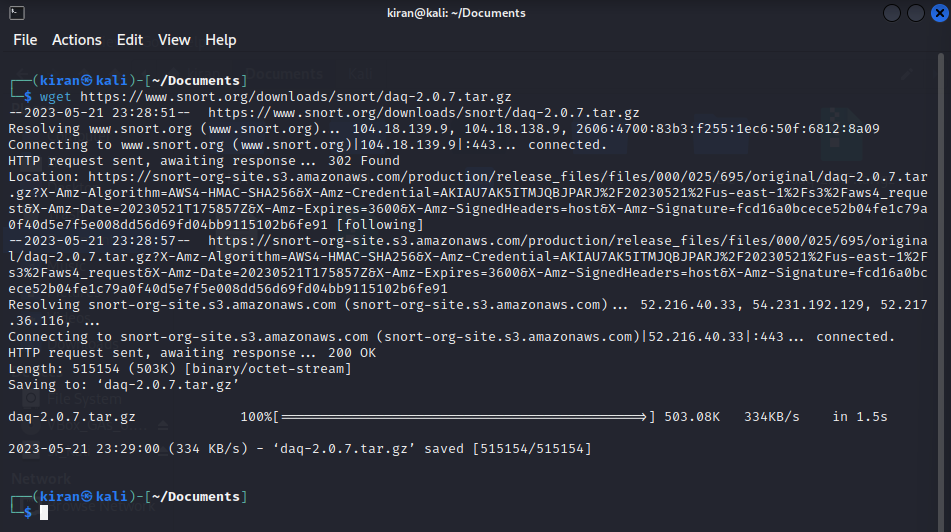 kiran@kali: ~/Documents
File Actions Edit View Help
┌──(kiran㉿kali)-[~/Documents]
└─$ wget https://www.snort.org/downloads/snort/daq-2.0.7.tar.gz
--2023-05-21 23:28:51--  https://www.snort.org/downloads/snort/daq-2.0.7.tar.gz
Resolving www.snort.org (www.snort.org)... 104.18.139.9, 104.18.138.9, 2606:4700:83b3:f255:1ec6:50f:6812:8a09
Connecting to www.snort.org (www.snort.org)|104.18.139.9|:443... connected.
HTTP request sent, awaiting response... 302 Found
Location: https://snort-org-site.s3.amazonaws.com/production/release_files/files/000/025/695/original/daq-2.0.7.tar
.gz?X-Amz-Algorithm=AWS4-HMAC-SHA256&X-Amz-Credential=AKIAU7AK5ITMJQBJPARJ%2F20230521%2Fus-east-1%2Fs3%2Faws4_reque
st&X-Amz-Date=20230521T175857Z&X-Amz-Expires=3600&X-Amz-SignedHeaders=host&X-Amz-Signature=fcd16a0bcece52b04fe1c79a
0f40d5e7f5e008dd56d69fd04bb9115102b6fe91 [following]
--2023-05-21 23:28:57--  https://snort-org-site.s3.amazonaws.com/production/release_files/files/000/025/695/origina
l/daq-2.0.7.tar.gz?X-Amz-Algorithm=AWS4-HMAC-SHA256&X-Amz-Credential=AKIAU7AK5ITMJQBJPARJ%2F20230521%2Fus-east-1%2F
s3%2Faws4_request&X-Amz-Date=20230521T175857Z&X-Amz-Expires=3600&X-Amz-SignedHeaders=host&X-Amz-Signature=fcd16a0bc
ece52b04fe1c79a0f40d5e7f5e008dd56d69fd04bb9115102b6fe91
Resolving snort-org-site.s3.amazonaws.com (snort-org-site.s3.amazonaws.com)... 52.216.40.33, 54.231.192.129, 52.217
.36.116, ...
Connecting to snort-org-site.s3.amazonaws.com (snort-org-site.s3.amazonaws.com)|52.216.40.33|:443... connected.
HTTP request sent, awaiting response... 200 OK
Length: 515154 (503K) [binary/octet-stream]
Saving to: ‘daq-2.0.7.tar.gz’
File System
daq-2.0.7.tar.gz 100%[===================================================>] 503.08K 334KB/s in 1.5s
2023-05-21 23:29:00 (334 KB/s) - ‘daq-2.0.7.tar.gz’ saved [515154/515154]
Network
┌──(kiran㉿kali)-[~/Documents]
Browse Network
└─$